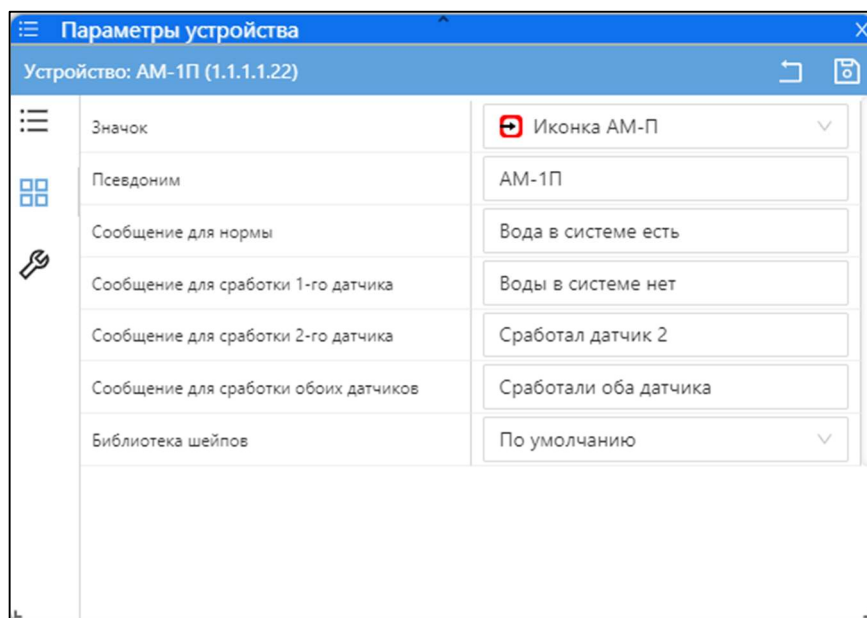 Параметры устройства
Устройство: АМ-1П (1.1.1.1.22)
Значок Иконка АМ-П
Псевдоним АМ-1П
Сообщение для нормы Вода в системе есть
Сообщение для сработки 1-го датчика Воды в системе нет
Сообщение для сработки 2-го датчика Сработал датчик 2
Сообщение для сработки обоих датчиков Сработали оба датчика
Библиотека шейпов По умолчанию